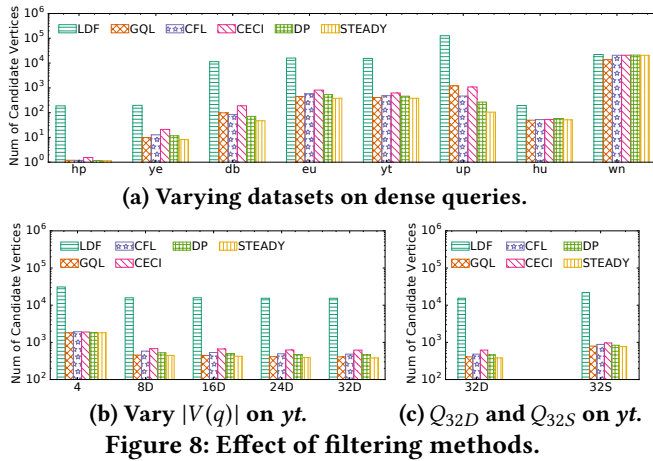 Num of Candidate Vertices
10^6
10^5
10^4
10^3
10^2
10^1
10^0
LDF GQL CFL CECI DP STEADY
hp ye db eu yt up hu wn
(a) Varying datasets on dense queries.
Num of Candidate Vertices
10^6
10^5
10^4
10^3
10^2
LDF CFL DP STEADY
GQL CECI
4 8D 16D 24D 32D
(b) Vary |V(q)| on yt.
Num of Candidate Vertices
10^6
10^5
10^4
10^3
10^2
LDF CFL DP
GQL CECI STEADY
32D 32S
(c) Q_{32D} and Q_{32S} on yt.
Figure 8: Effect of filtering methods.